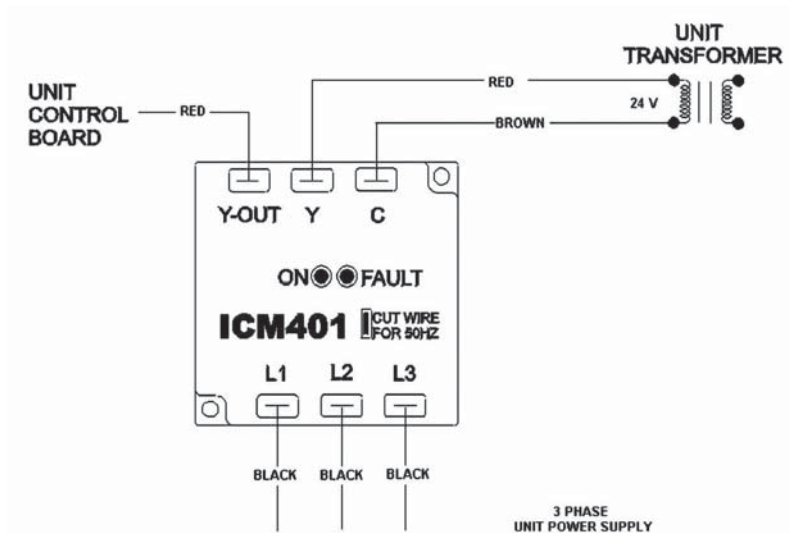 UNIT
TRANSFORMER
RED
24 V
BROWN
UNIT
CONTROL
BOARD
RED
Y-OUT Y C
ON FAULT
ICM401
CUT WIRE
FOR 50HZ
L1 L2 L3
BLACK BLACK BLACK
3 PHASE
UNIT POWER SUPPLY